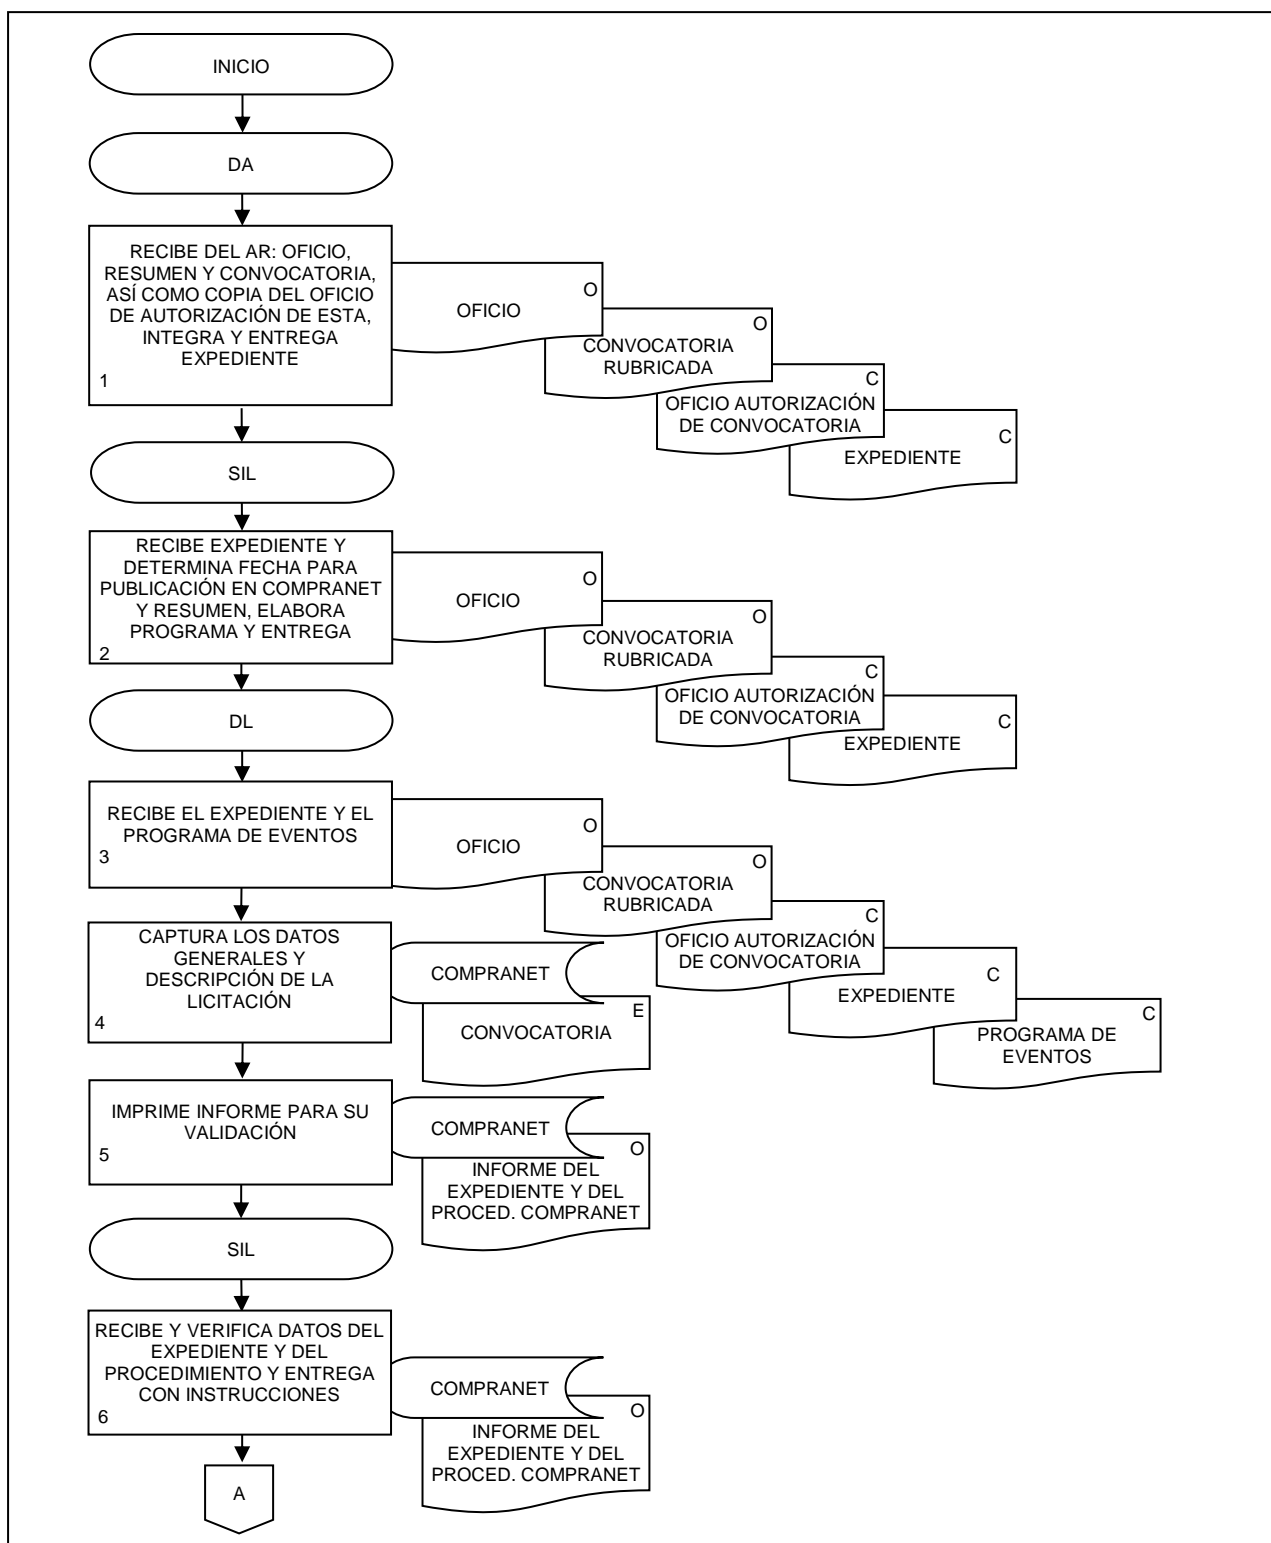 INICIO
DA
RECIBE DEL AR: OFICIO,
RESUMEN Y CONVOCATORIA,
ASÍ COMO COPIA DEL OFICIO
DE AUTORIZACIÓN DE ESTA,
INTEGRA Y ENTREGA
EXPEDIENTE
1
O
OFICIO
O
CONVOCATORIA
RUBRICADA
C
OFICIO AUTORIZACIÓN
DE CONVOCATORIA
C
EXPEDIENTE
SIL
RECIBE EXPEDIENTE Y
DETERMINA FECHA PARA
PUBLICACIÓN EN COMPRANET
Y RESUMEN, ELABORA
PROGRAMA Y ENTREGA
2
O
OFICIO
O
CONVOCATORIA
RUBRICADA
C
OFICIO AUTORIZACIÓN
DE CONVOCATORIA
C
EXPEDIENTE
DL
RECIBE EL EXPEDIENTE Y EL
PROGRAMA DE EVENTOS
3
O
OFICIO
O
CONVOCATORIA
RUBRICADA
C
OFICIO AUTORIZACIÓN
DE CONVOCATORIA
C
EXPEDIENTE
C
PROGRAMA DE
EVENTOS
CAPTURA LOS DATOS
GENERALES Y
DESCRIPCIÓN DE LA
LICITACIÓN
4
COMPRANET
E
CONVOCATORIA
IMPRIME INFORME PARA SU
VALIDACIÓN
5
COMPRANET
O
INFORME DEL
EXPEDIENTE Y DEL
PROCED. COMPRANET
SIL
RECIBE Y VERIFICA DATOS DEL
EXPEDIENTE Y DEL
PROCEDIMIENTO Y ENTREGA
CON INSTRUCCIONES
6
COMPRANET
O
INFORME DEL
EXPEDIENTE Y DEL
PROCED. COMPRANET
A